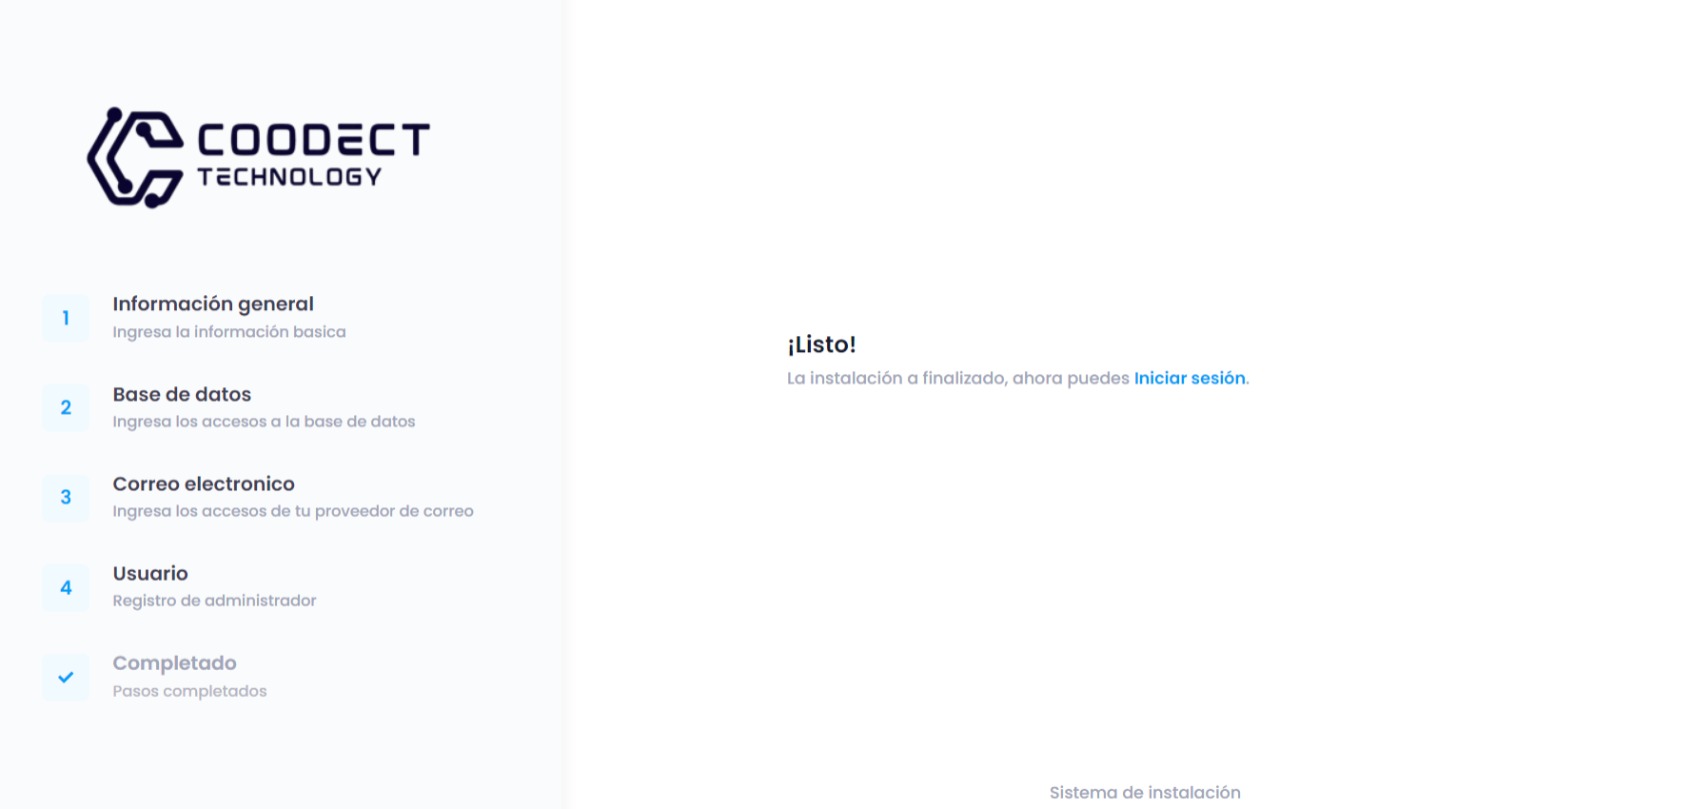 COODECT
TECHNOLOGY
1
Información general
Ingresa la información basica
2
Base de datos
Ingresa los accesos a la base de datos
3
Correo electronico
Ingresa los accesos de tu proveedor de correo
4
Usuario
Registro de administrador
Completado
Pasos completados
¡Listo!
La instalación a finalizado, ahora puedes Iniciar sesión.
Sistema de instalación